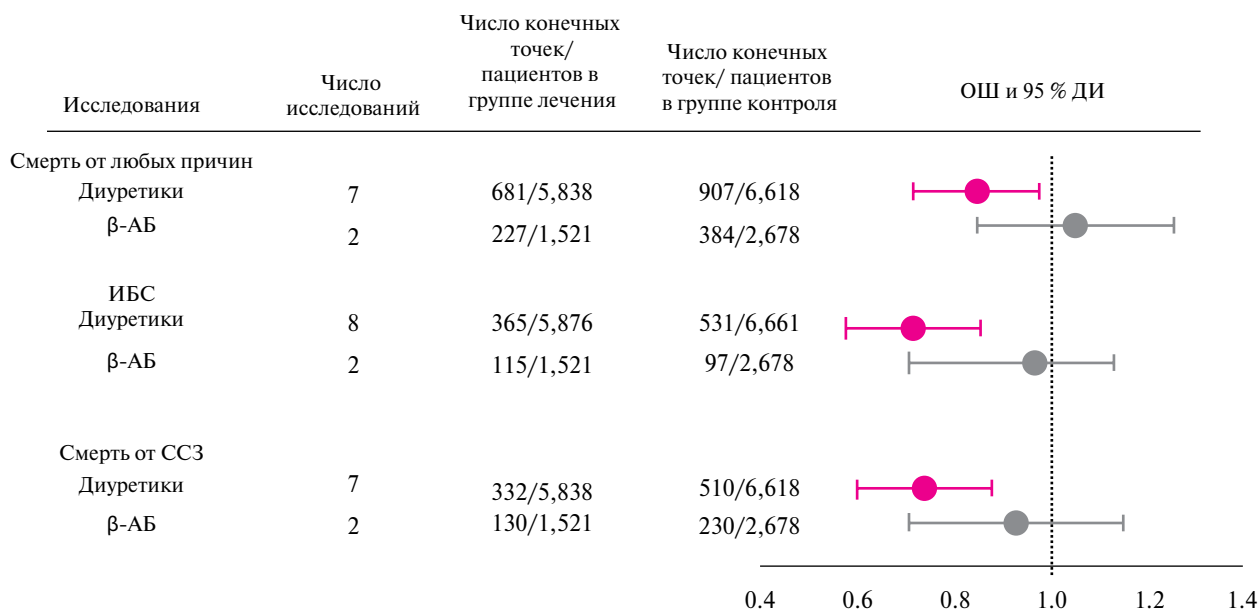 Исследования
Число
исследований
Число конечных
точек/
пациентов в
группе лечения
Число конечных
точек/ пациентов
в группе контроля
ОШ и 95 % ДИ
Смерть от любых причин
Диуретики 7 681/5,838 907/6,618
β-АБ 2 227/1,521 384/2,678
ИБС
Диуретики 8 365/5,876 531/6,661
β-АБ 2 115/1,521 97/2,678
Смерть от ССЗ
Диуретики 7 332/5,838 510/6,618
β-АБ 2 130/1,521 230/2,678
0.4 0.6 0.8 1.0 1.2 1.4